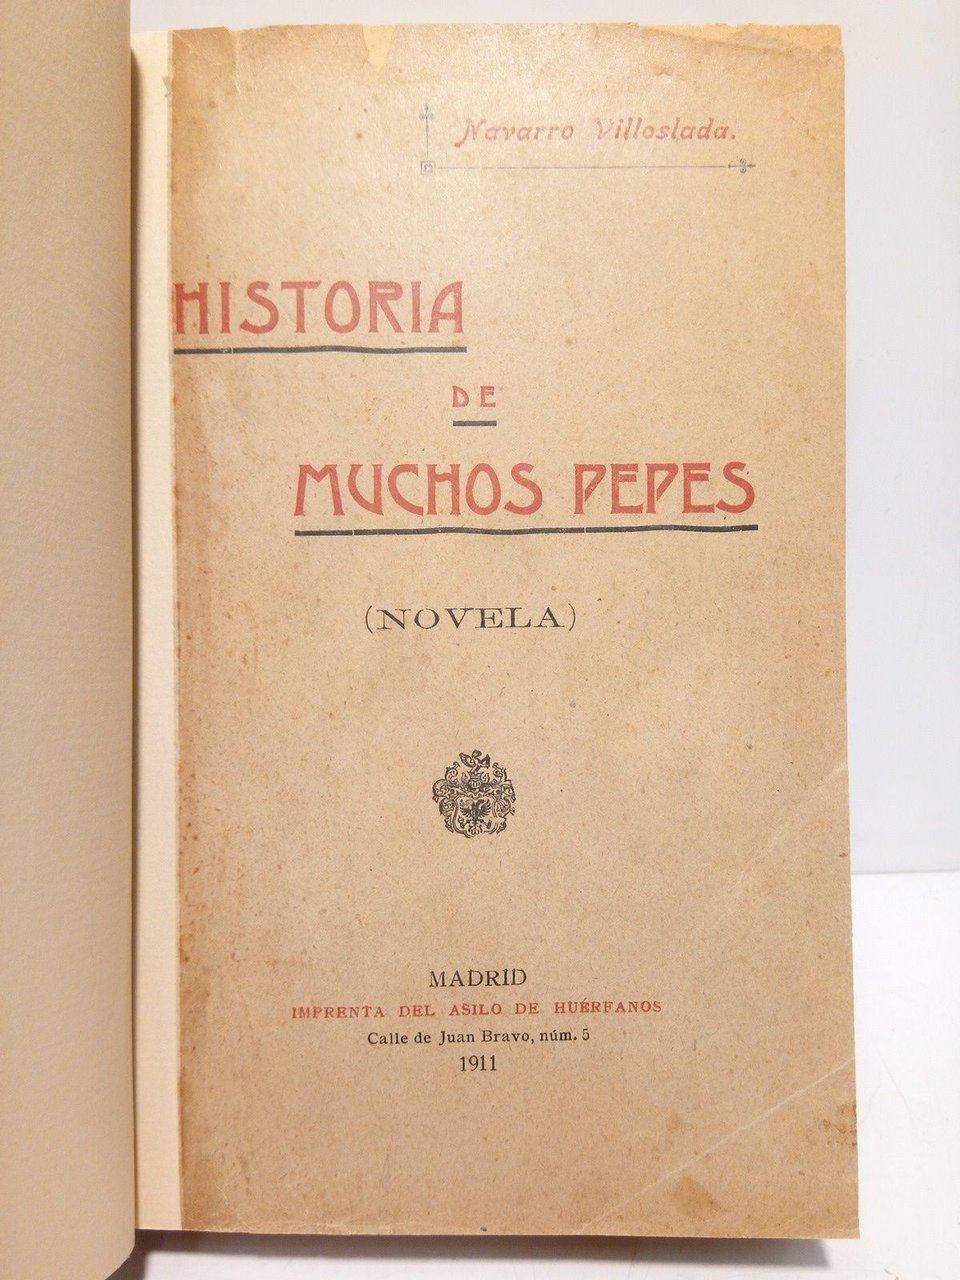 Navarro Villoslada.
HISTORIA
DE
MUCHOS PEPES
(NOVELA)
MADRID
IMPRENTA DEL ASILO DE HUÉRFANOS
Calle de Juan Bravo, núm. 5
1911